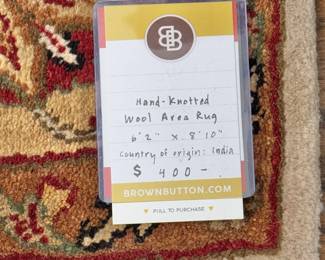 BB
Hand-Knotted
Wool Area Rug
6'2" x 8'10"
Country of origin: India
$ 400-
BROWNBUTTON.COM
PULL TO PURCHASE